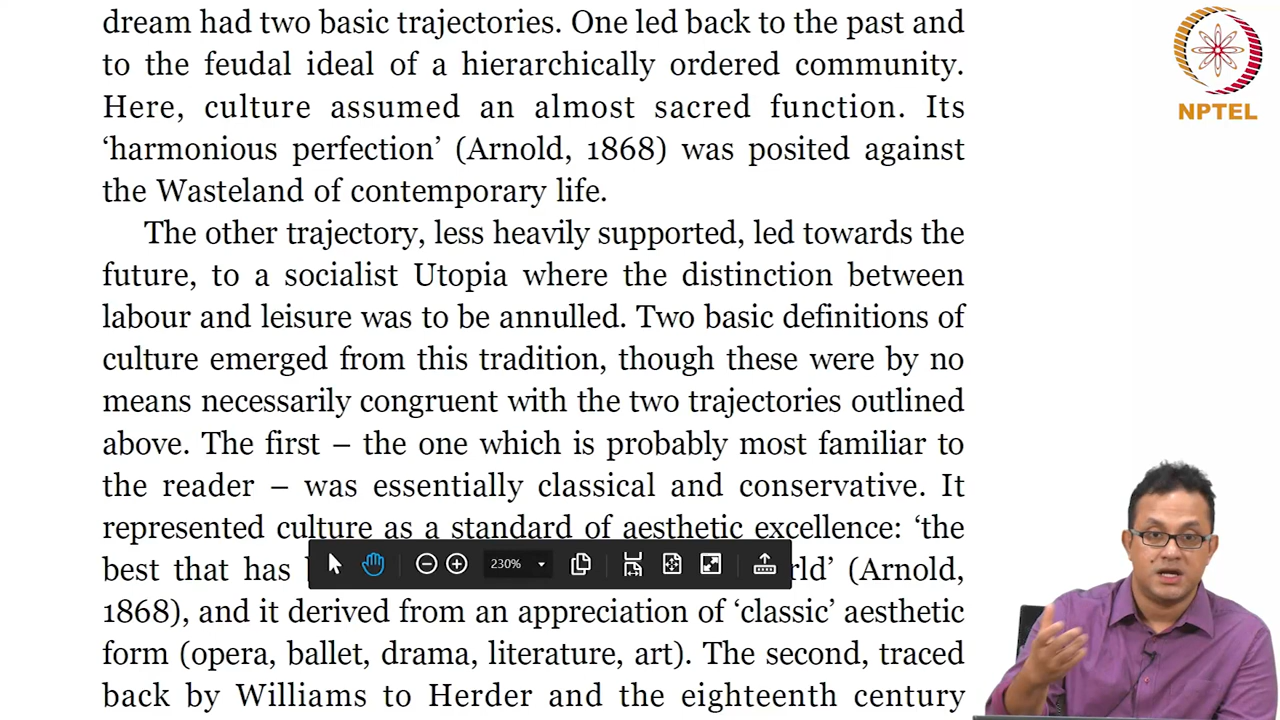 dream had two basic trajectories. One led back to the past and
to the feudal ideal of a hierarchically ordered community.
Here, culture assumed an almost sacred function. Its
‘harmonious perfection’ (Arnold, 1868) was posited against
the Wasteland of contemporary life.
The other trajectory, less heavily supported, led towards the
future, to a socialist Utopia where the distinction between
labour and leisure was to be annulled. Two basic definitions of
culture emerged from this tradition, though these were by no
means necessarily congruent with the two trajectories outlined
above. The first – the one which is probably most familiar to
the reader – was essentially classical and conservative. It
represented culture as a standard of aesthetic excellence: ‘the
best that has rld’ (Arnold,
230%
1868), and it derived from an appreciation of ‘classic’ aesthetic
form (opera, ballet, drama, literature, art). The second, traced
back by Williams to Herder and the eighteenth century
NPTEL